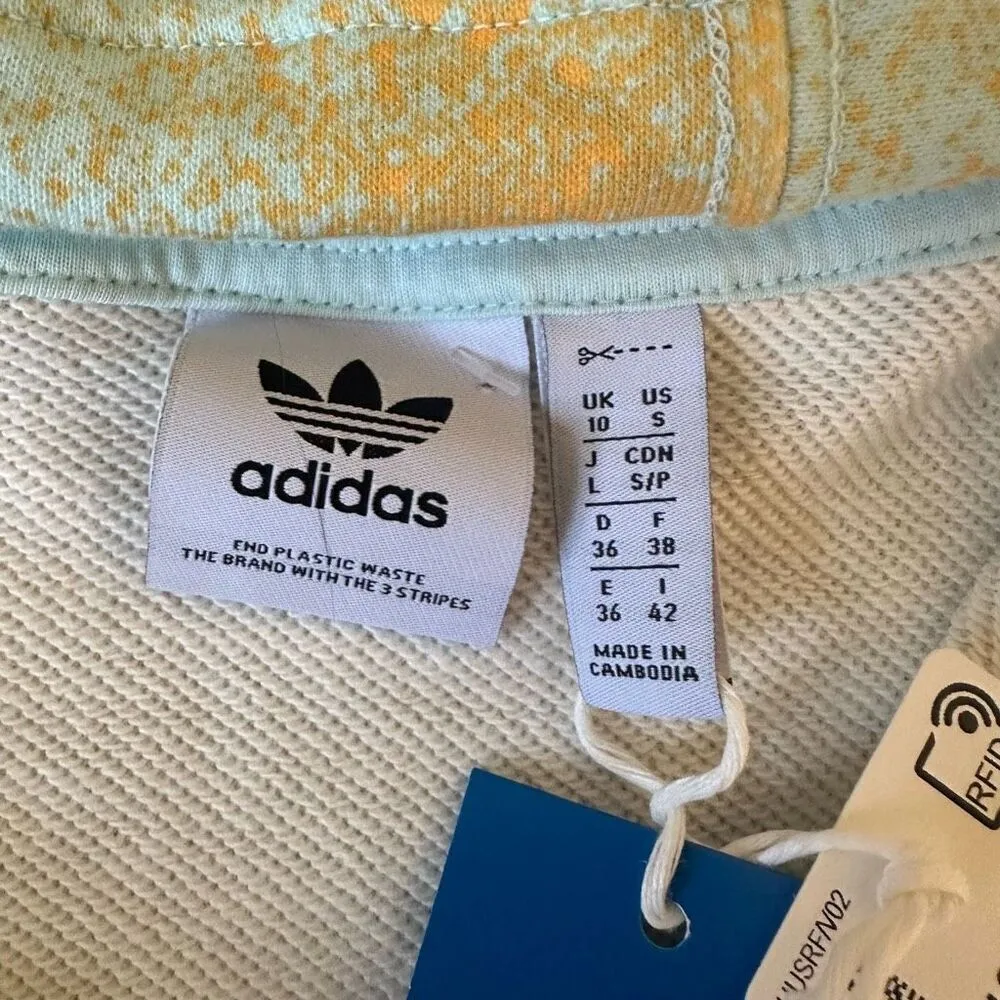 adidas
END PLASTIC WASTE
THE BRAND WITH THE 3 STRIPES
UK US
10 S
J CDN
L S/P
D F
36 38
E I
36 42
MADE IN
CAMBODIA
RFID